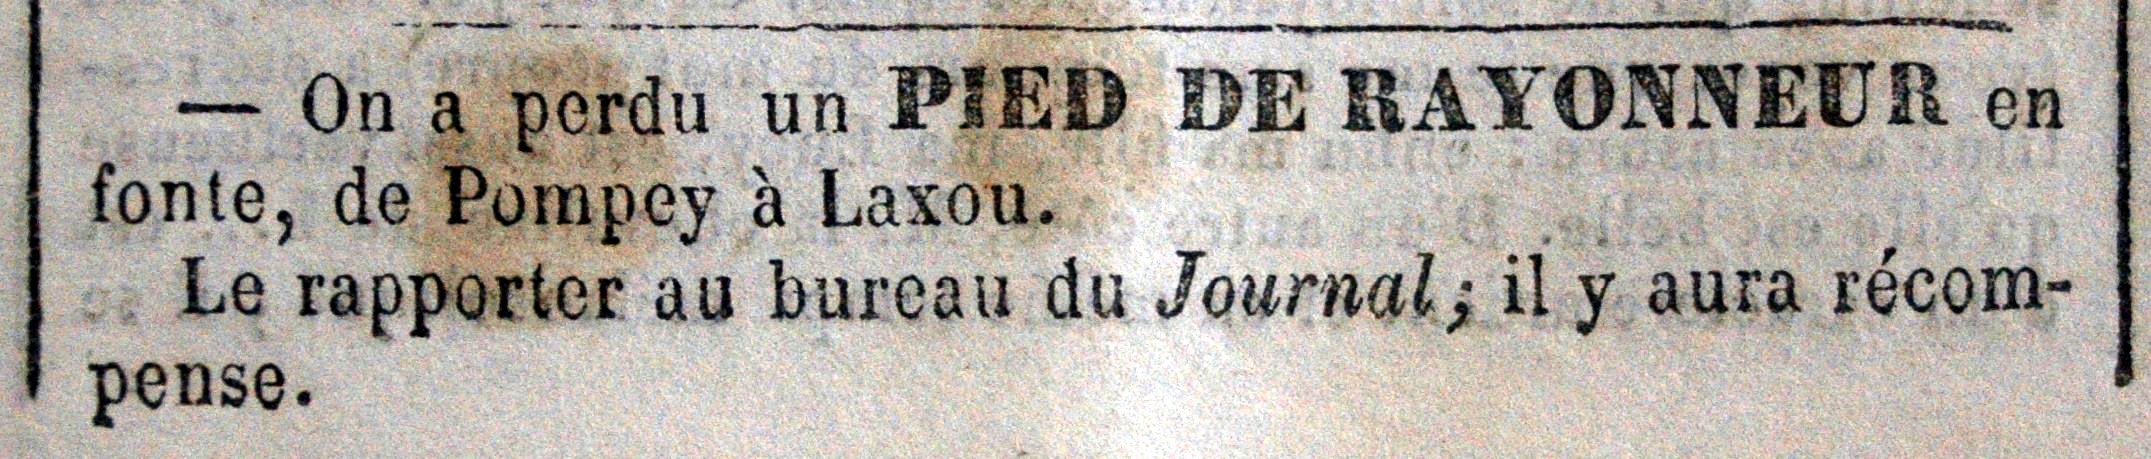 — On a perdu un PIED DE RAYONNEUR en
fonte, de Pompey à Laxou.
Le rapporter au bureau du Journal; il y aura récom-
pense.